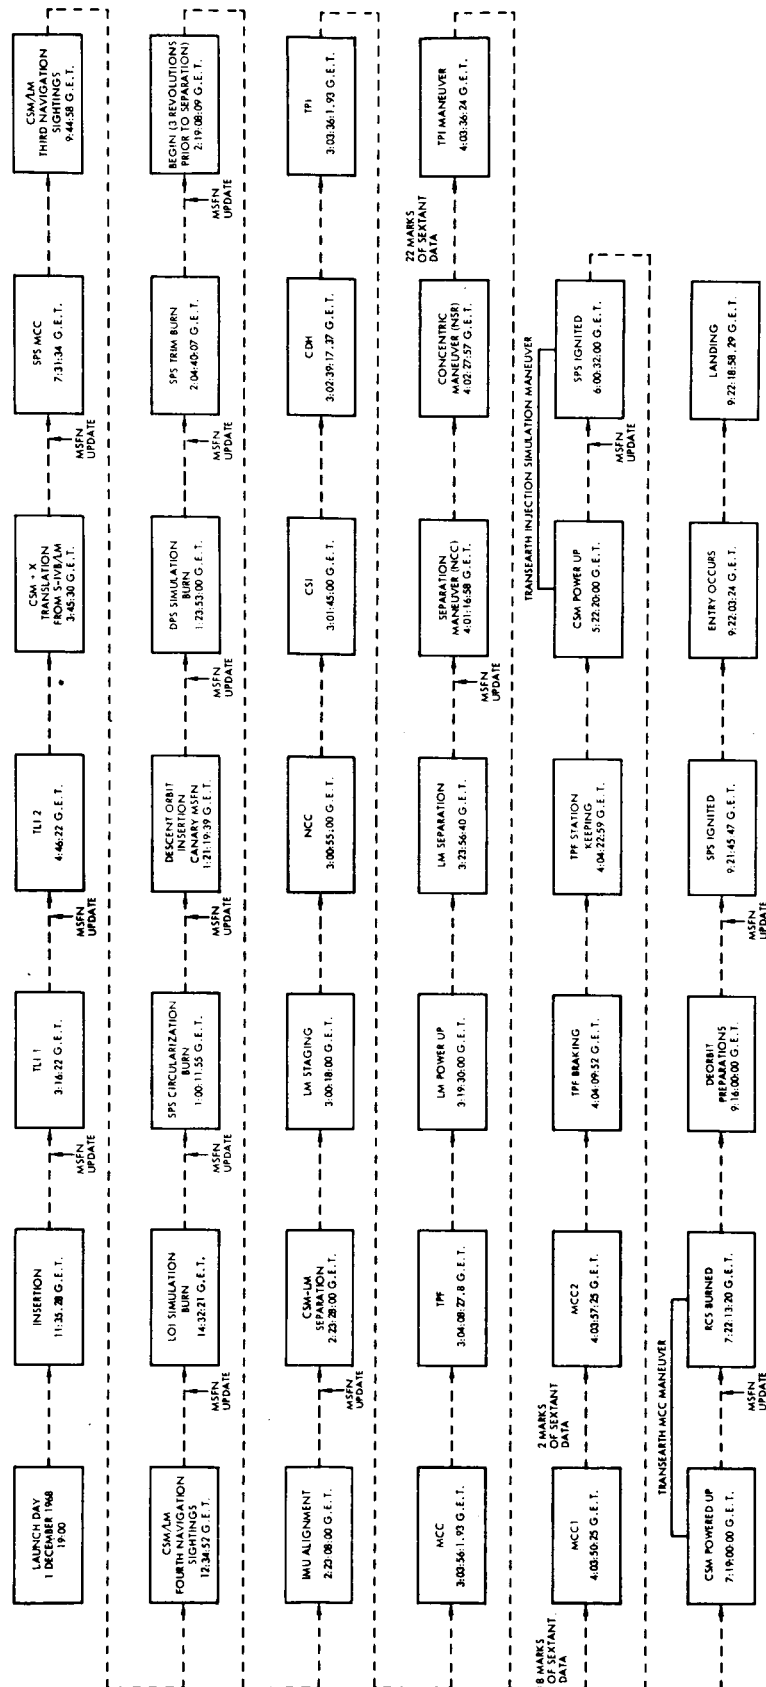 LAUNCH DAY
1 DECEMBER 1968
19:00
INSERTION
11:35.28 G.E.T.
MSFN
UPDATE
TLI 1
3:16:22 G.E.T.
MSFN
UPDATE
TLI 2
4:46:22 G.E.T.
CSM + X
TRANSLATION
FROM S-IVB/LM
3:45:30 G.E.T.
MSFN
UPDATE
SPS MCC
7:31:34 G.E.T.
CSM/LM
THIRD NAVIGATION
SIGHTINGS
9:44:58 G.E.T.
CSM/LM
FOURTH NAVIGATION
SIGHTINGS
12:34:52 G.E.T.
MSFN
UPDATE
LOI SIMULATION
BURN
14:32:21 G.E.T.
MSFN
UPDATE
SPS CIRCULARIZATION
BURN
1:00:11.55 G.E.T.
MSFN
UPDATE
DESCENT ORBIT
INSERTION
CANARY MSFN
1:21:19:39 G.E.T.
MSFN
UPDATE
DPS SIMULATION
BURN
1:23:53:00 G.E.T.
MSFN
UPDATE
SPS TRIM BURN
2:04:40:07 G.E.T.
MSFN
UPDATE
BEGIN (3 REVOLUTIONS
PRIOR TO SEPARATION)
2:19:08:09 G.E.T.
IMU ALIGNMENT
2:23:08:00 G.E.T.
MSFN
UPDATE
CSM-LM
SEPARATION
2:23:28:00 G.E.T.
LM STAGING
3:00:18:00 G.E.T.
NCC
3:00:55:00 G.E.T.
CSI
3:01:45:00 G.E.T.
CDH
3:02:39:17.37 G.E.T.
TPI
3:03:36:1.93 G.E.T.
MCC
3:03:56:1.93 G.E.T.
TPF
3:04:08:27.8 G.E.T.
LM POWER UP
3:19:30:00 G.E.T.
LM SEPARATION
3:23:56:40 G.E.T.
MSFN
UPDATE
SEPARATION
MANEUVER (NCC)
4:01:16:58 G.E.T.
CONCENTRIC
MANEUVER (NSR)
4:02:27:57 G.E.T.
22 MARKS
OF SEXTANT
DATA
TPI MANEUVER
4:03:36:24 G.E.T.
8 MARKS
OF SEXTANT
DATA
MCC1
4:03:50:25 G.E.T.
2 MARKS
OF SEXTANT
DATA
MCC2
4:03:57:25 G.E.T.
TPF BRAKING
4:04:09:52 G.E.T.
TPF STATION
KEEPING
4:04:22:59 G.E.T.
TRANSEARTH INJECTION SIMULATION MANEUVER
CSM POWER UP
5:22:20:00 G.E.T.
MSFN
UPDATE
SPS IGNITED
6:00:32:00 G.E.T.
TRANSEARTH MCC MANEUVER
CSM POWERED UP
7:19:00:00 G.E.T.
MSFN
UPDATE
RCS BURNED
7:22:13:20 G.E.T.
DEORBIT
PREPARATIONS
9:16:00:00 G.E.T.
MSFN
UPDATE
SPS IGNITED
9:21:45:47 G.E.T.
ENTRY OCCURS
9:22:03:24 G.E.T.
LANDING
9:22:18:58.29 G.E.T.